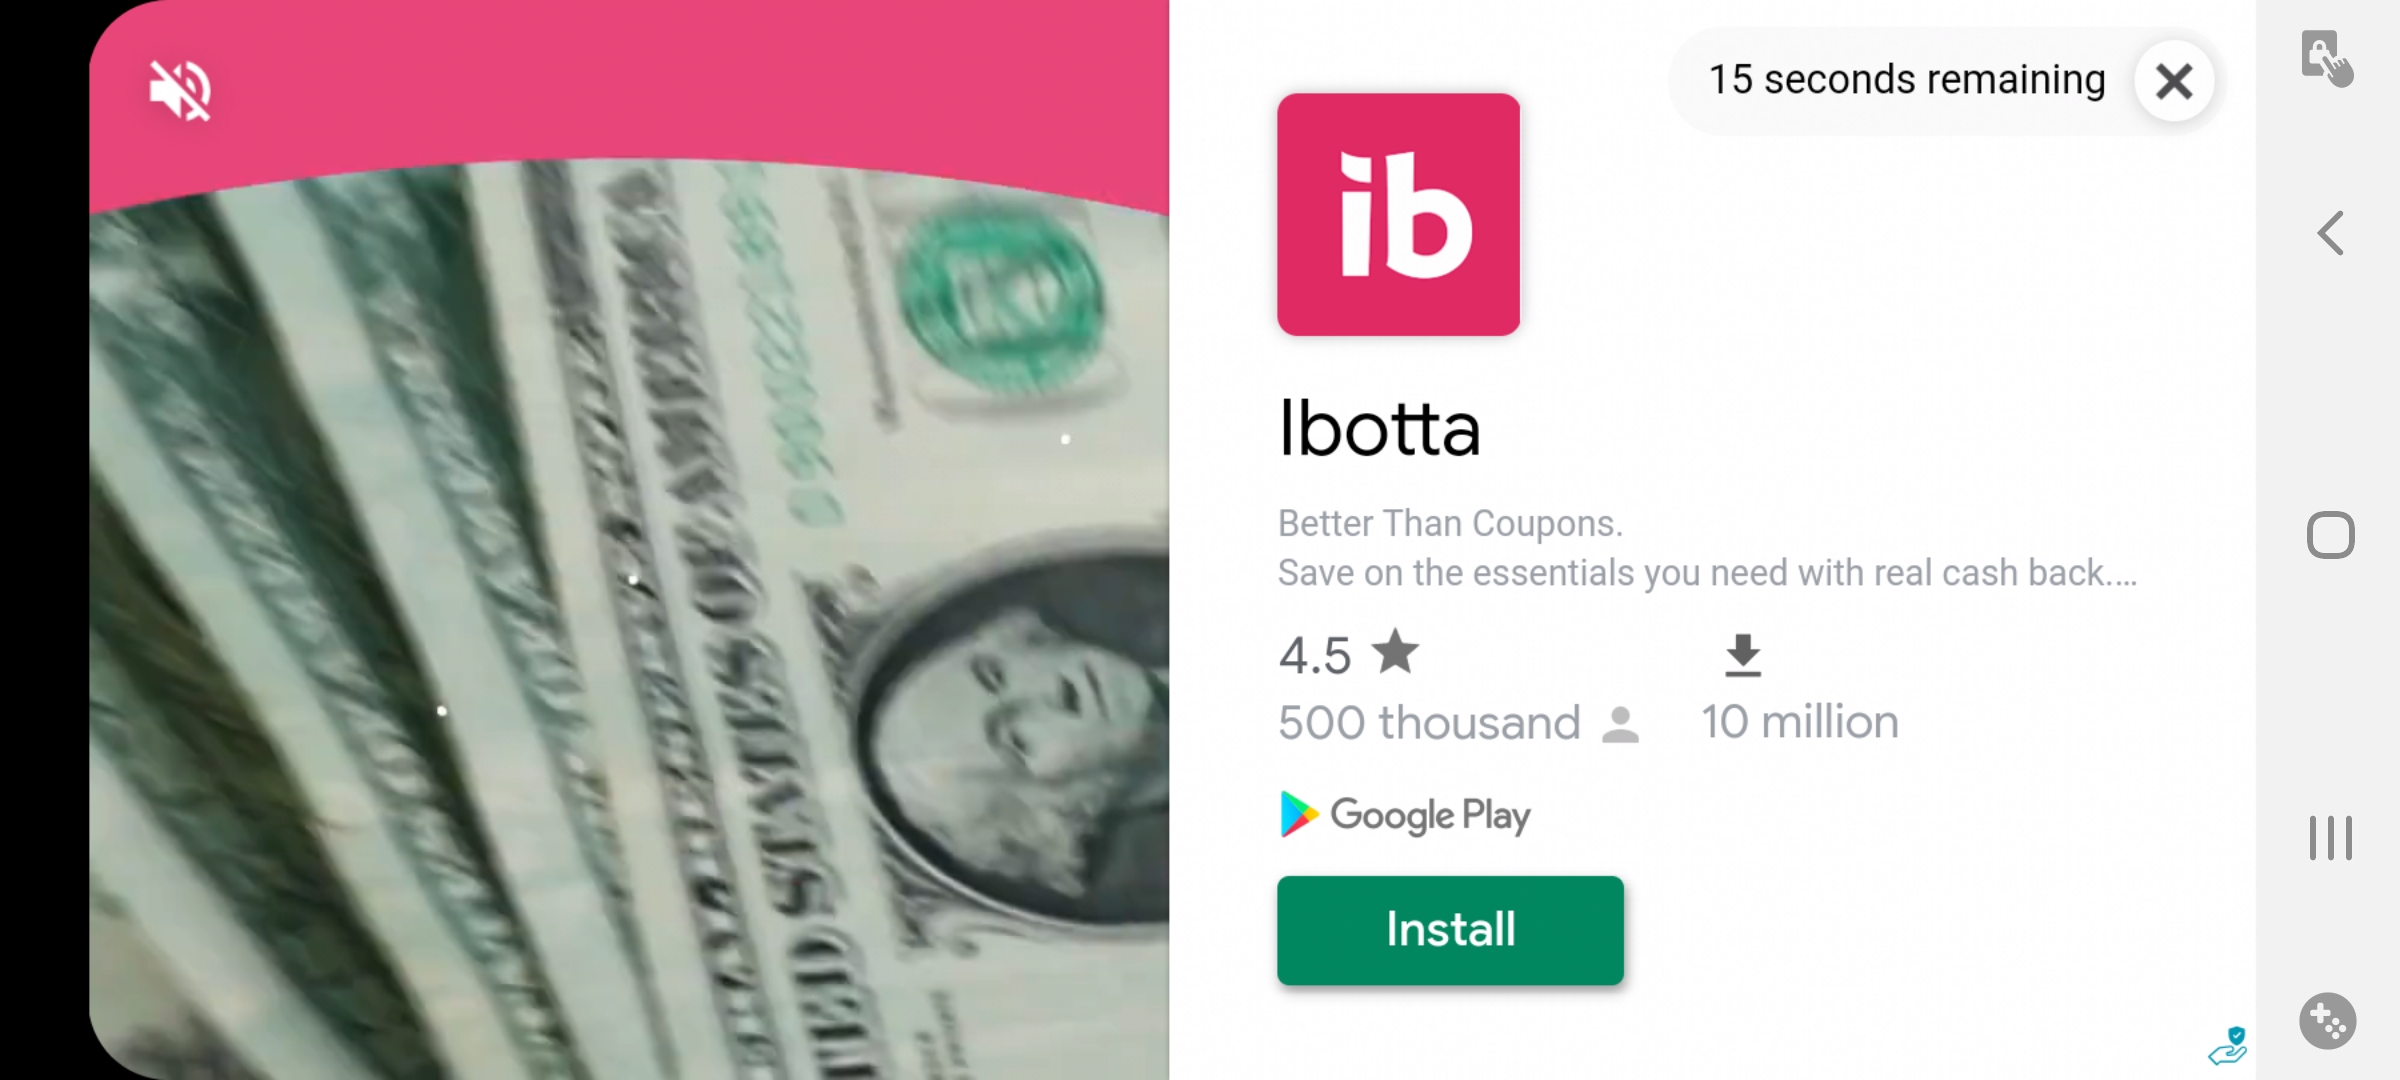 15 seconds remaining
ib
Ibotta
Better Than Coupons.
Save on the essentials you need with real cash back....
4.5
500 thousand
10 million
Google Play
Install